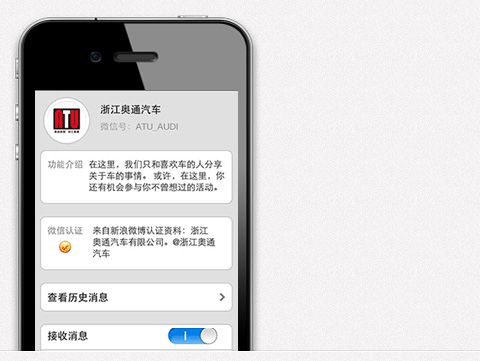 浙江奥通汽车
ATU
微信号：ATU_AUDI
功能介绍 在这里，我们只和喜欢车的人分享
关于车的事情。 或许，在这里，你
还有机会参与你不曾想过的活动。
微信认证 来自新浪微博认证资料：浙江
奥通汽车有限公司。@浙江奥通
汽车
查看历史消息
接收消息